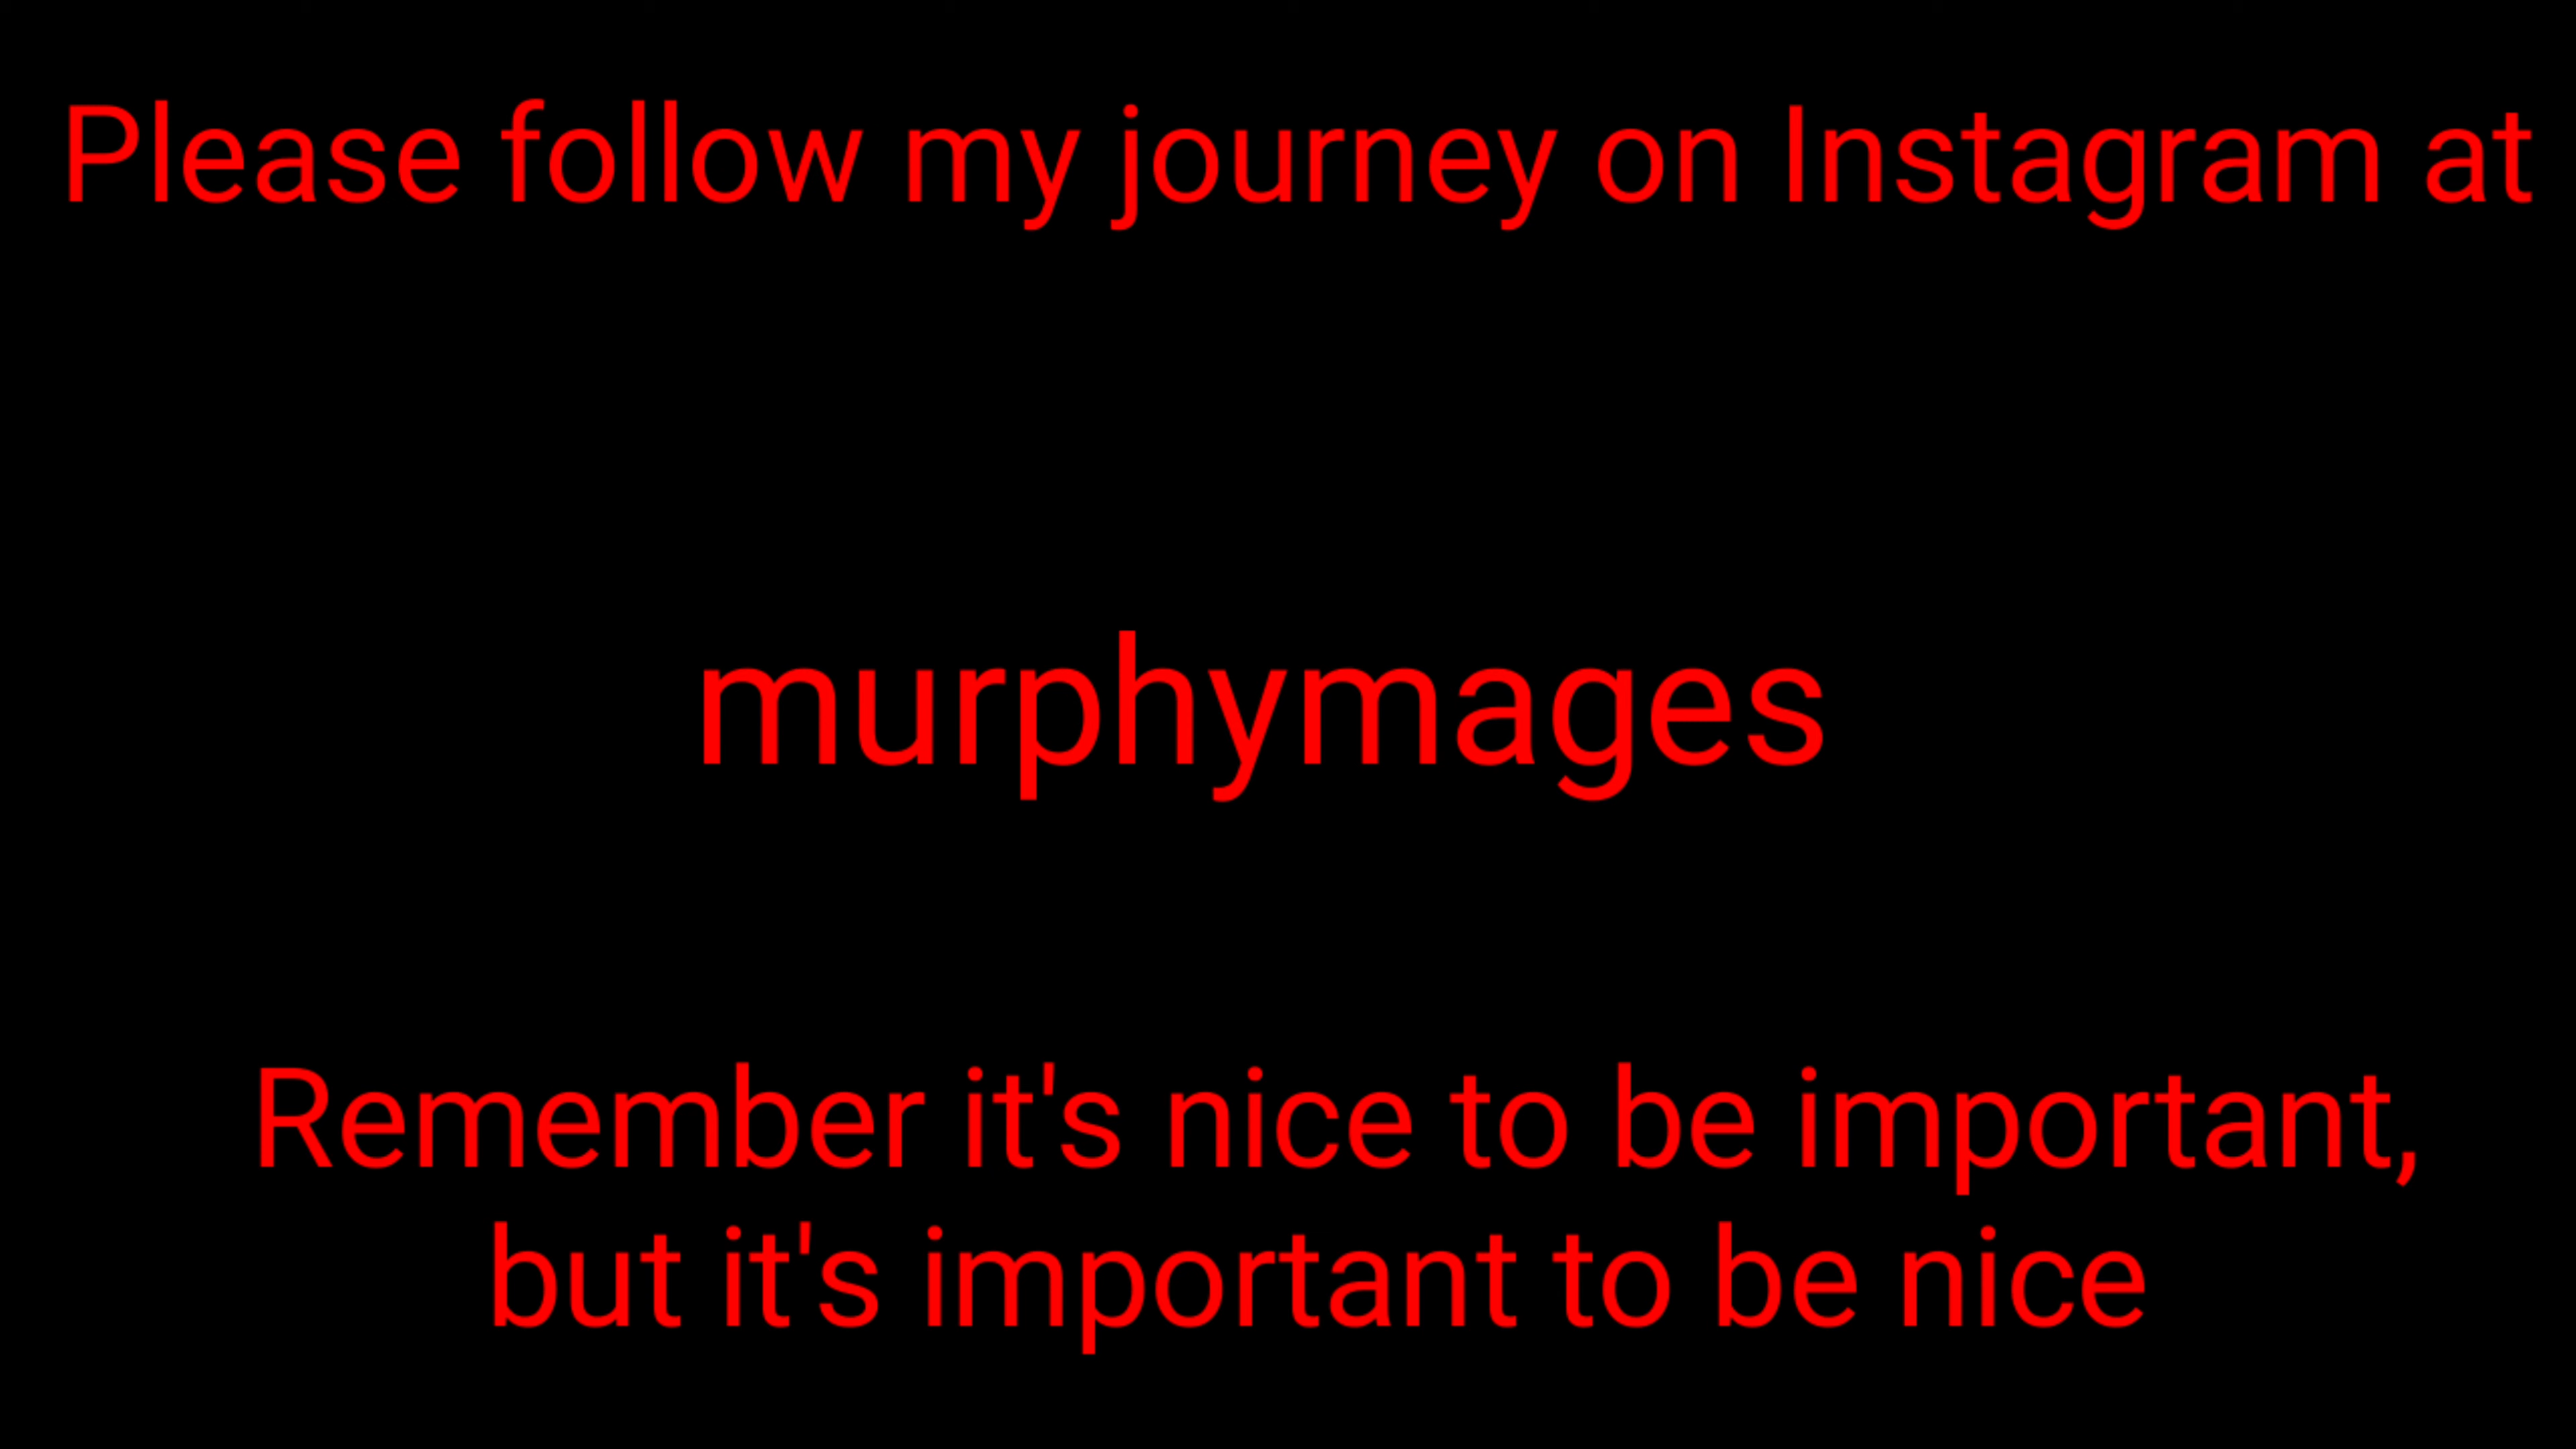 Please follow my journey on Instagram at
murphymages
Remember it's nice to be important,
but it's important to be nice